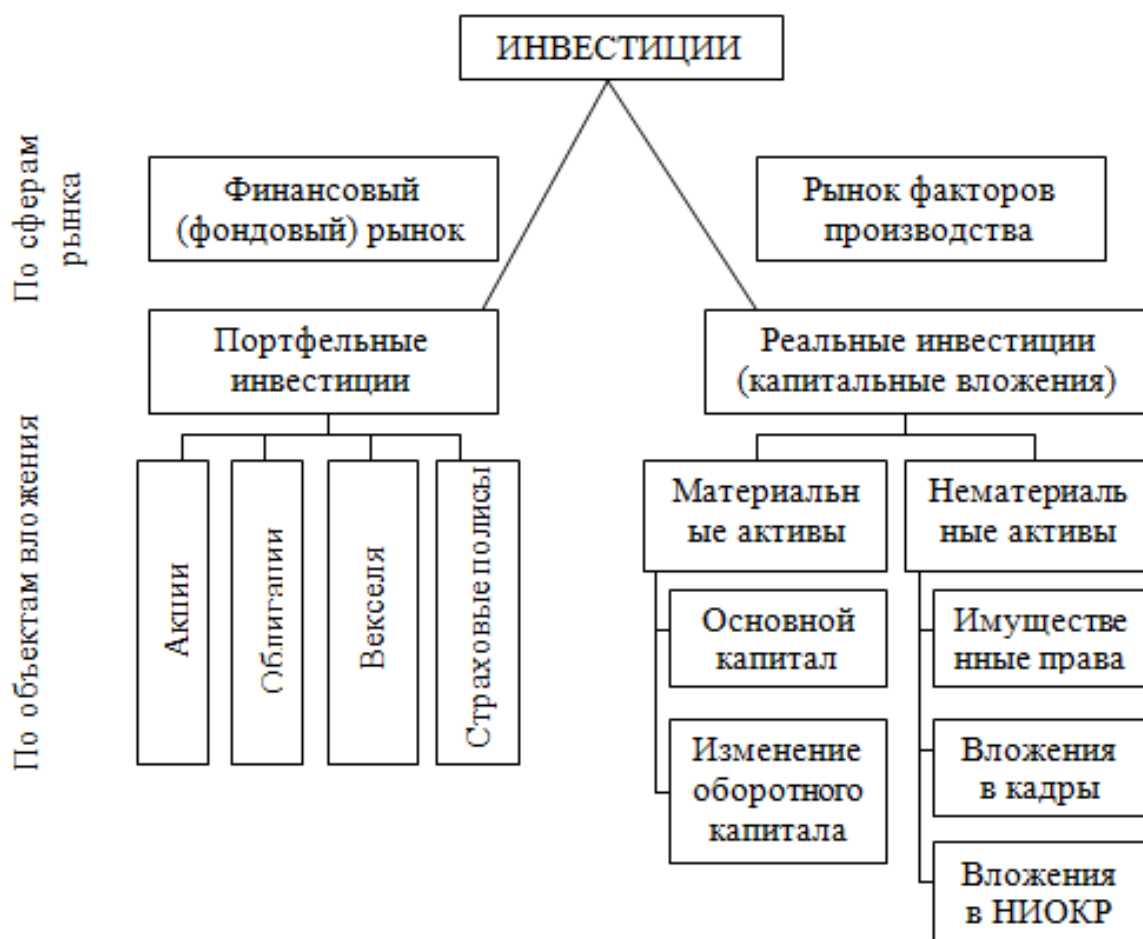 ИНВЕСТИЦИИ
По сферам
рынка
Финансовый
(фондовый) рынок
Рынок факторов
производства
Портфельные
инвестиции
Реальные инвестиции
(капитальные вложения)
По объектам вложения
Акции
Облигации
Векселя
Страховые полисы
Материальн
ые активы
Нематериаль
ные активы
Основной
капитал
Имуществе
нные права
Изменение
оборотного
капитала
Вложения
в кадры
Вложения
в НИОКР